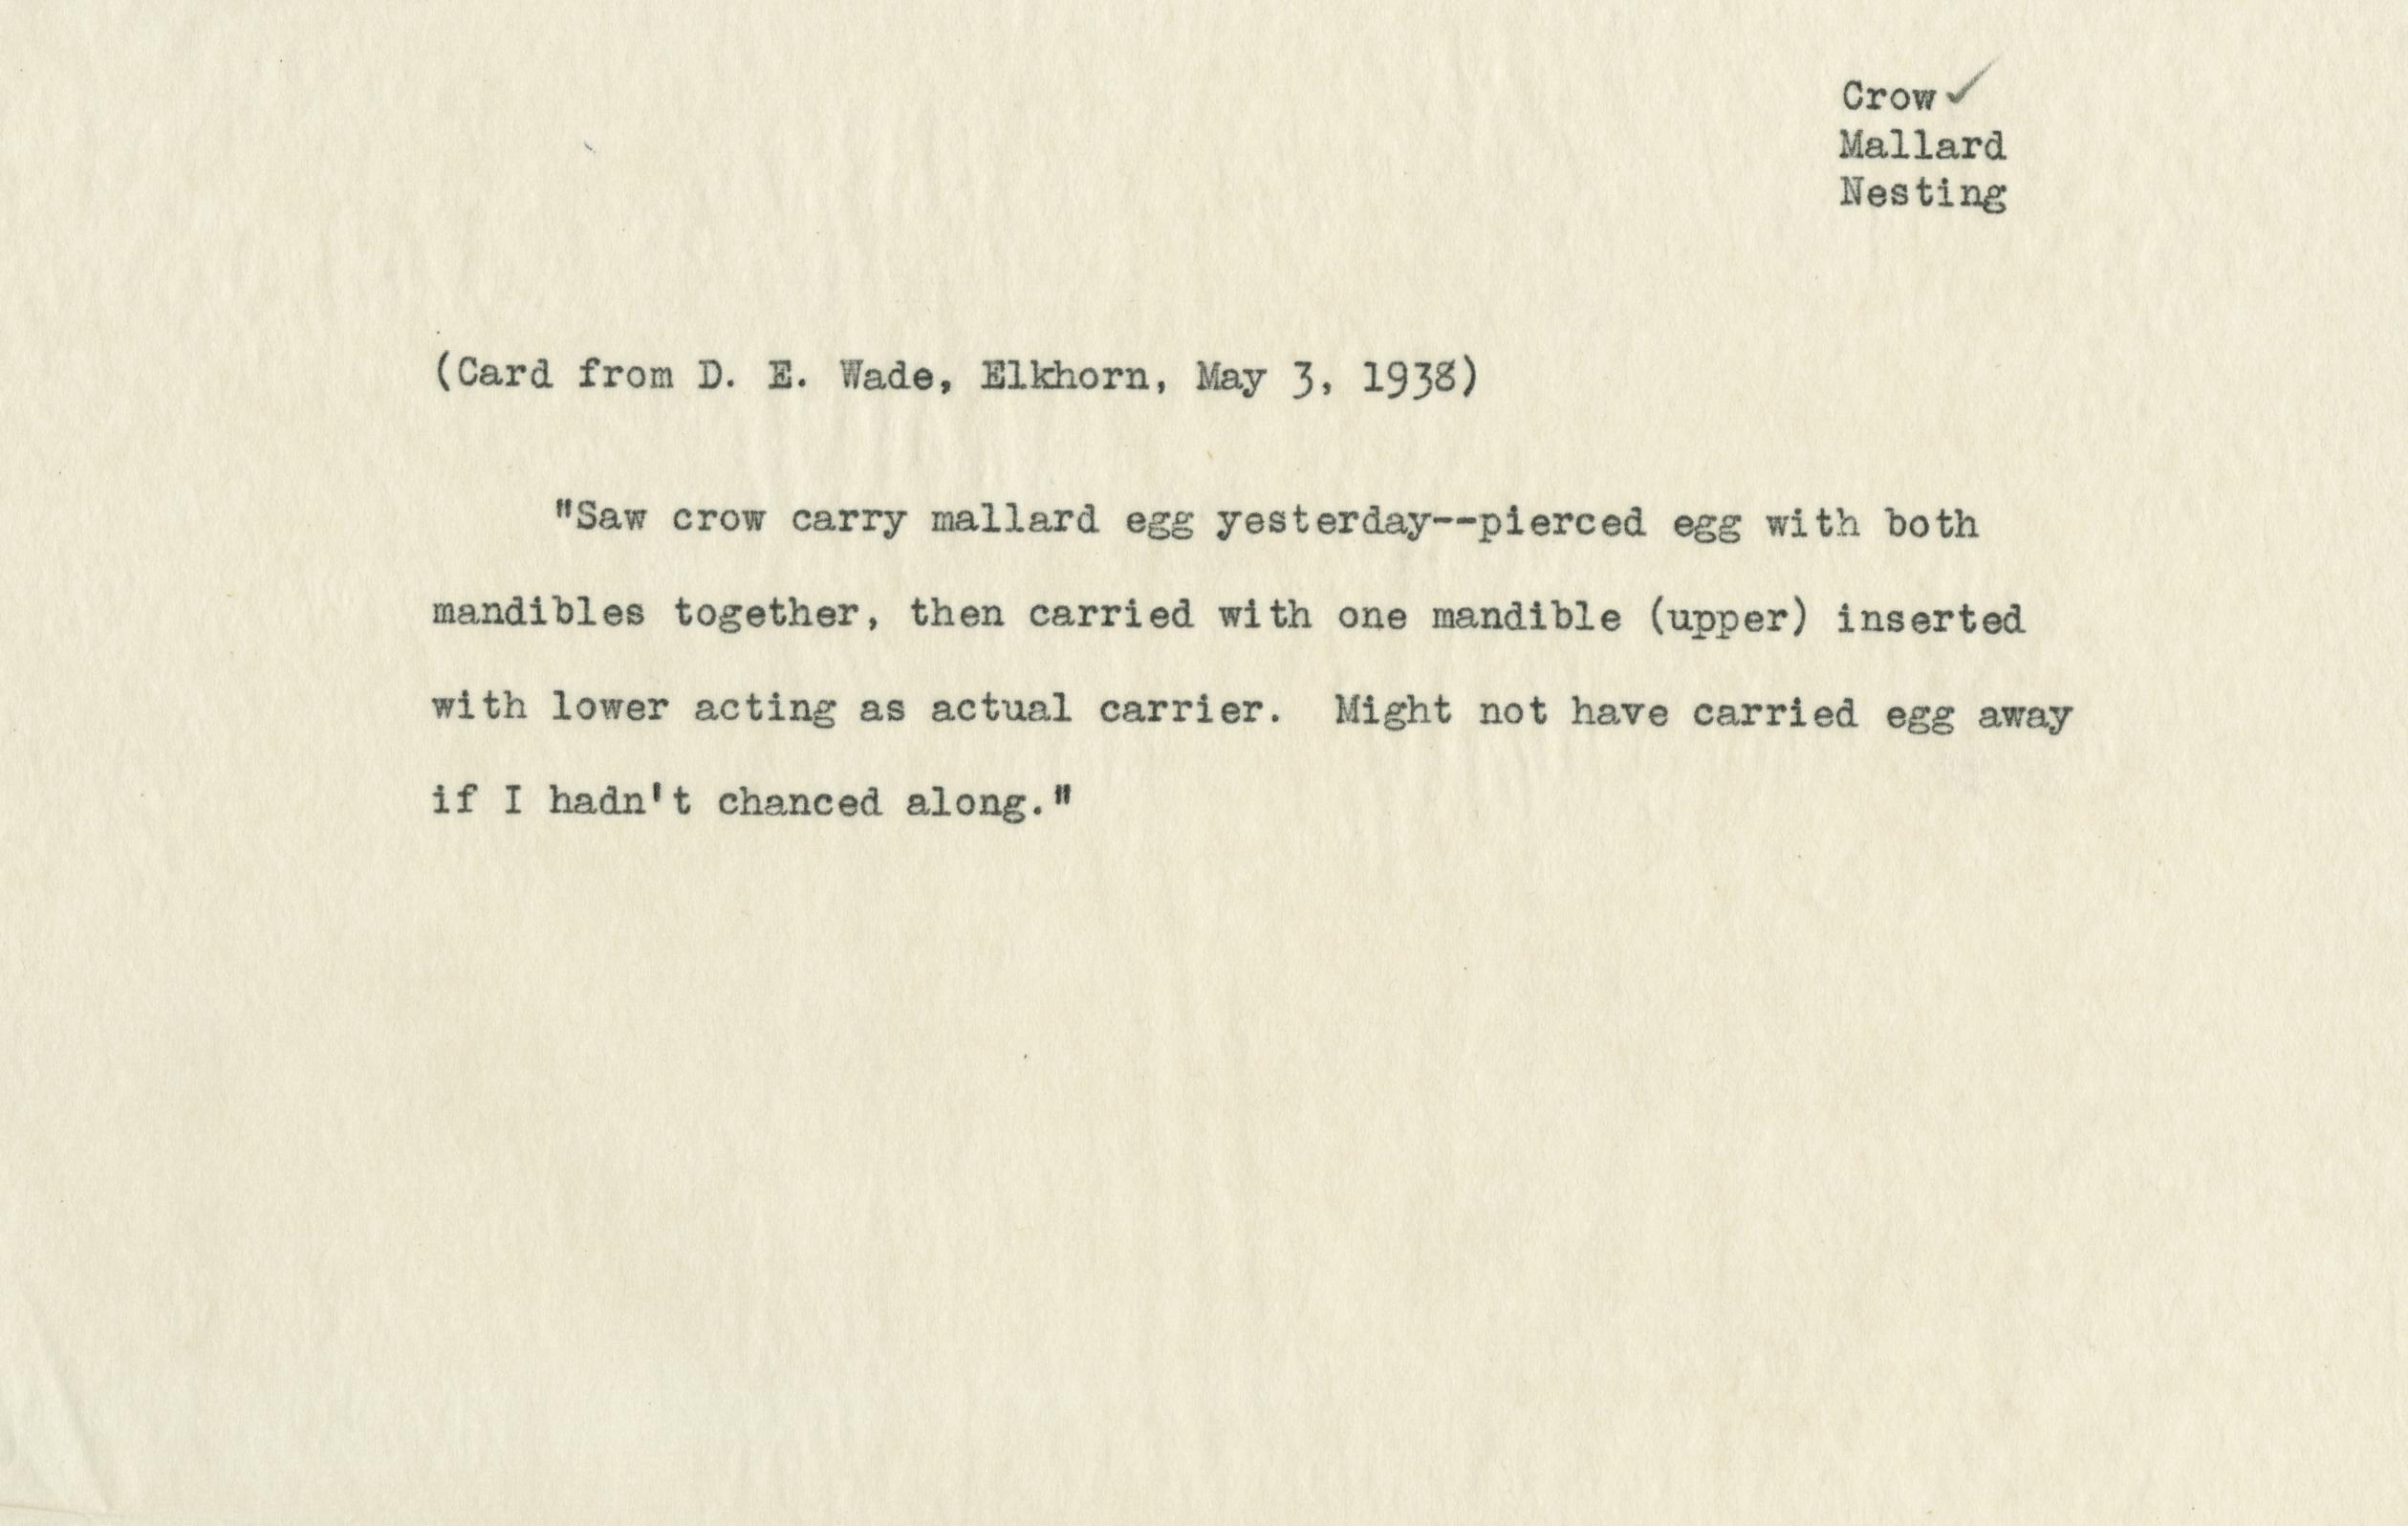 Crow ✓
Mallard
Nesting
(Card from D. E. Wade, Elkhorn, May 3, 1938)
"Saw crow carry mallard egg yesterday--pierced egg with both
mandibles together, then carried with one mandible (upper) inserted
with lower acting as actual carrier.  Might not have carried egg away
if I hadn't chanced along."